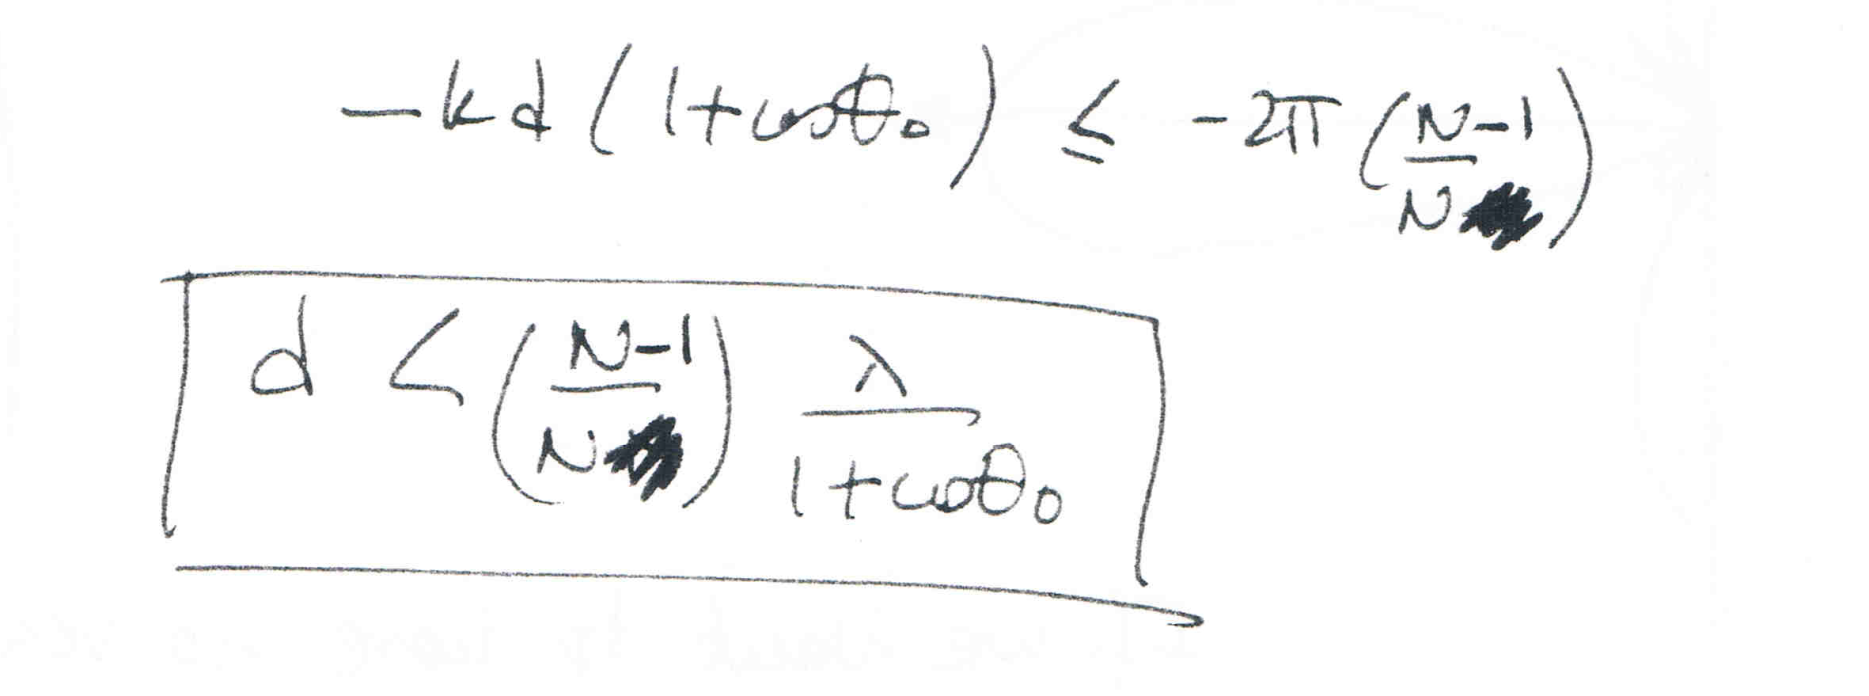 -kd (1+cosθ₀) ≤ -2π (N-1/N)
d < (N-1/N) λ/1+cosθ₀